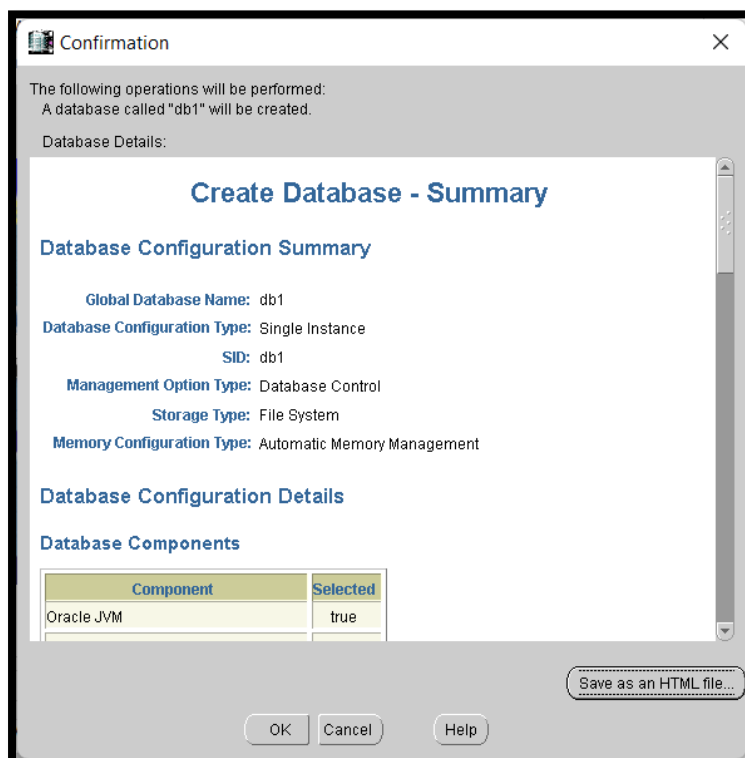 Confirmation
The following operations will be performed:
A database called "db1" will be created.
Database Details:
Create Database - Summary
Database Configuration Summary
Global Database Name: db1
Database Configuration Type: Single Instance
SID: db1
Management Option Type: Database Control
Storage Type: File System
Memory Configuration Type: Automatic Memory Management
Database Configuration Details
Database Components
Component Selected
Oracle JVM true
Save as an HTML file...
OK Cancel Help